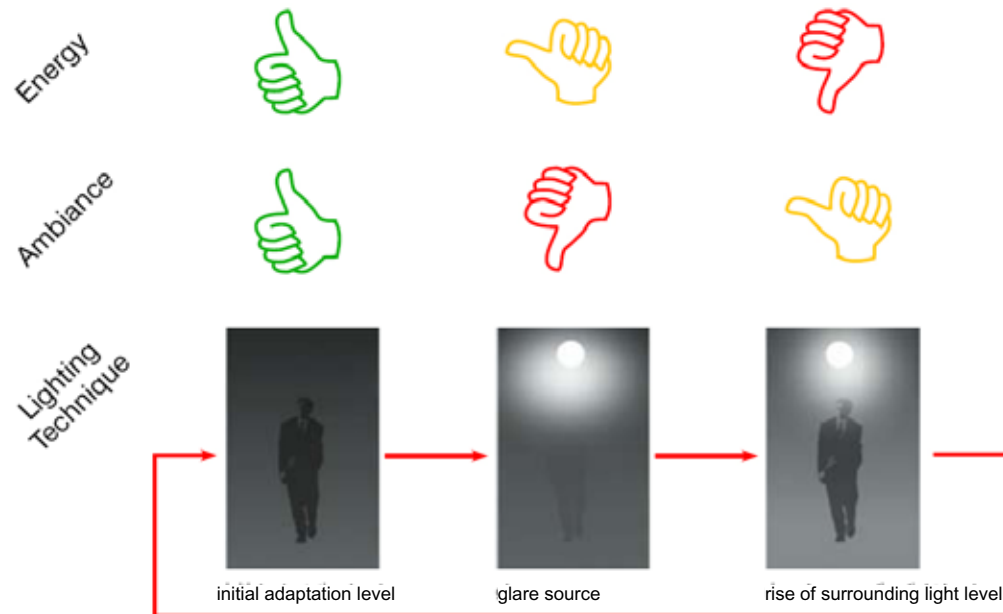 Energy
Ambiance
Lighting
Technique
initial adaptation level
glare source
rise of surrounding light level